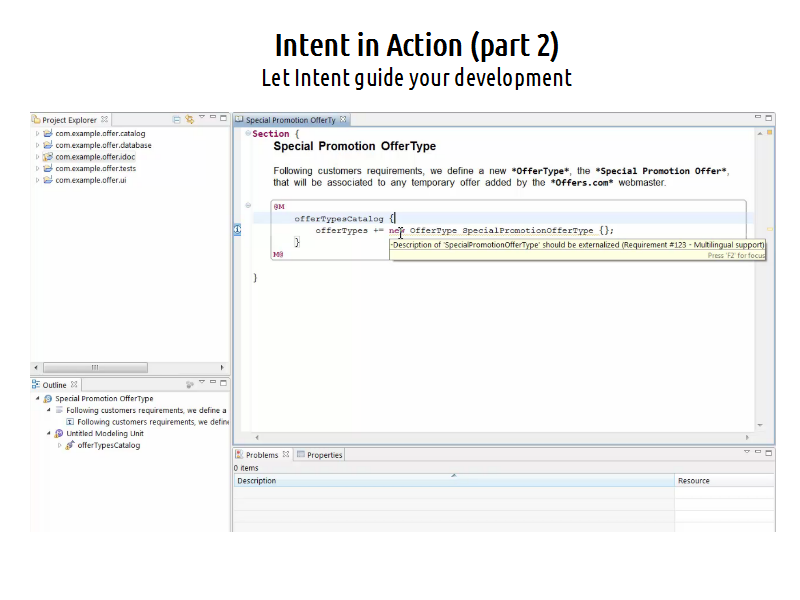 Intent in Action (part 2)
Let Intent guide your development
Project Explorer
com.example.offer.catalog
com.example.offer.database
com.example.offer.idoc
com.example.offer.tests
com.example.offer.ui
Special Promotion OfferTy
Section {
Special Promotion OfferType
Following customers requirements, we define a new *OfferType*, the *Special Promotion Offer*,
that will be associated to any temporary offer added by the *Offers.com* webmaster.
@M
offerTypesCatalog {
offerTypes += new OfferType SpecialPromotionOfferType {};
}
Description of 'SpecialPromotionOfferType' should be externalized (Requirement #123 - Multilingual support)
Press 'F2' for focus
M@
}
Outline
Special Promotion OfferType
Following customers requirements, we define a
Following customers requirements, we define
Untitled Modeling Unit
offerTypesCatalog
Problems Properties
0 items
Description Resource